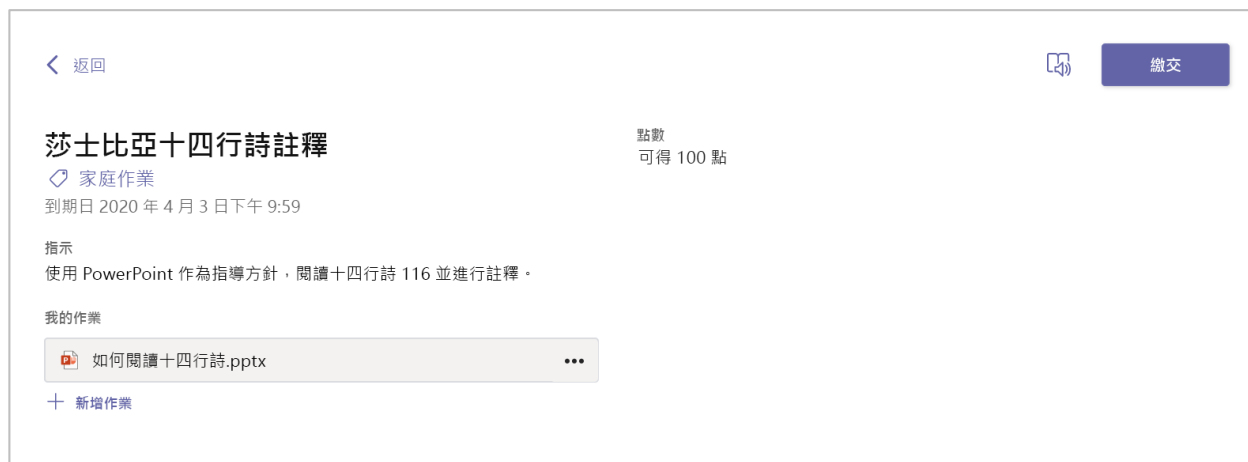 返回
繳交
莎士比亞十四行詩註釋
家庭作業
到期日 2020 年 4 月 3 日下午 9:59
點數
可得 100 點
指示
使用 PowerPoint 作為指導方針，閱讀十四行詩 116 並進行註釋。
我的作業
如何閱讀十四行詩.pptx
新增作業